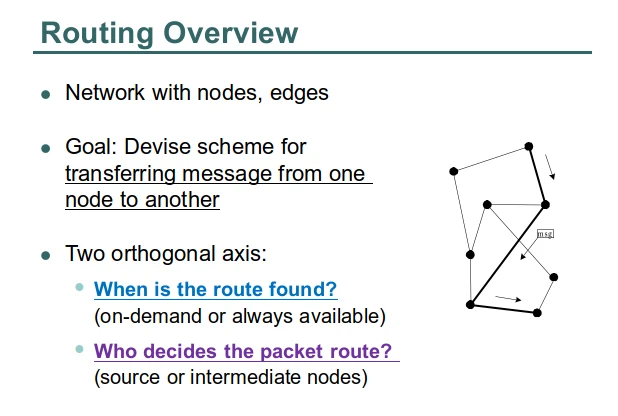 Routing Overview
Network with nodes, edges
Goal: Devise scheme for
transferring message from one
node to another
msg
Two orthogonal axis:
When is the route found?
(on-demand or always available)
Who decides the packet route?
(source or intermediate nodes)